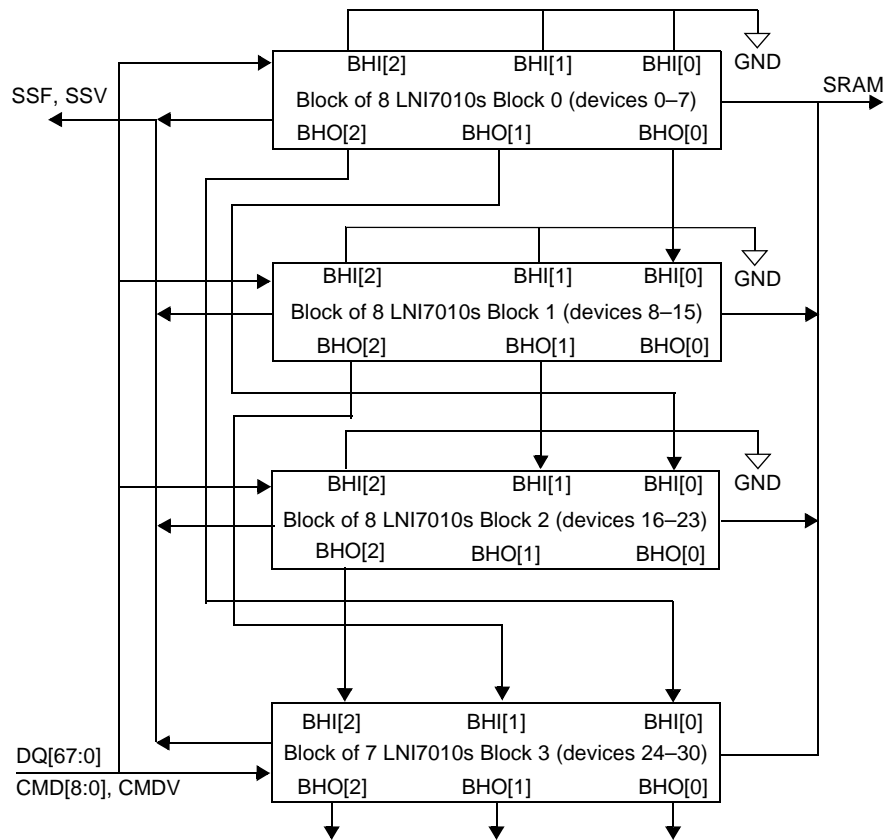 BHI[2] BHI[1] BHI[0] GND
SSF, SSV
SRAM
Block of 8 LNI7010s Block 0 (devices 0–7)
BHO[2] BHO[1] BHO[0]
BHI[2] BHI[1] BHI[0] GND
Block of 8 LNI7010s Block 1 (devices 8–15)
BHO[2] BHO[1] BHO[0]
BHI[2] BHI[1] BHI[0] GND
Block of 8 LNI7010s Block 2 (devices 16–23)
BHO[2] BHO[1] BHO[0]
BHI[2] BHI[1] BHI[0]
DQ[67:0]
Block of 7 LNI7010s Block 3 (devices 24–30)
CMD[8:0], CMDV
BHO[2] BHO[1] BHO[0]